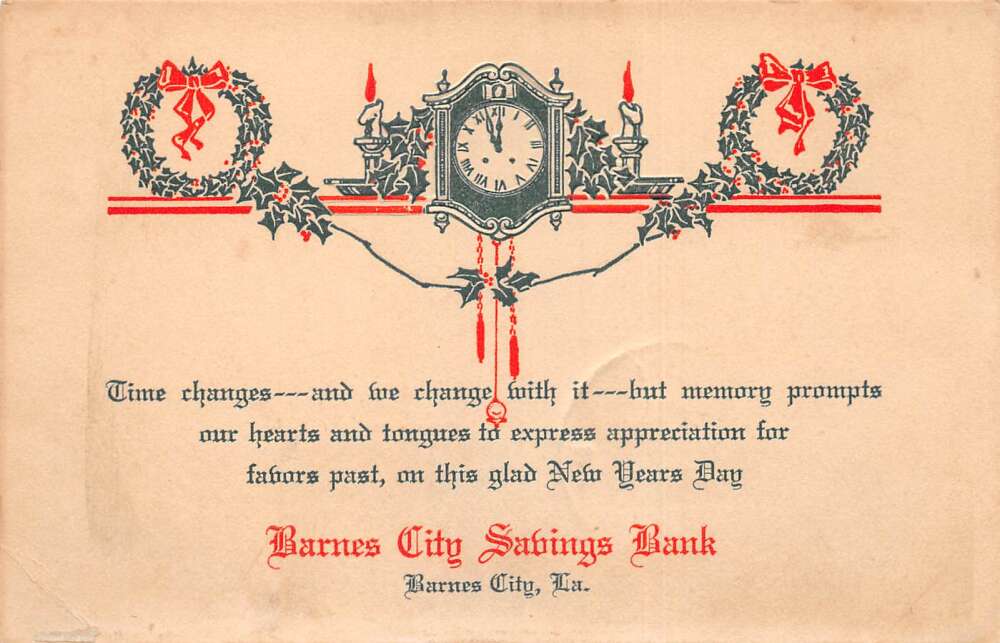 Time changes---and we change with it---but memory prompts
our hearts and tongues to express appreciation for
favors past, on this glad New Years Day
Barnes City Savings Bank
Barnes City, Ia.